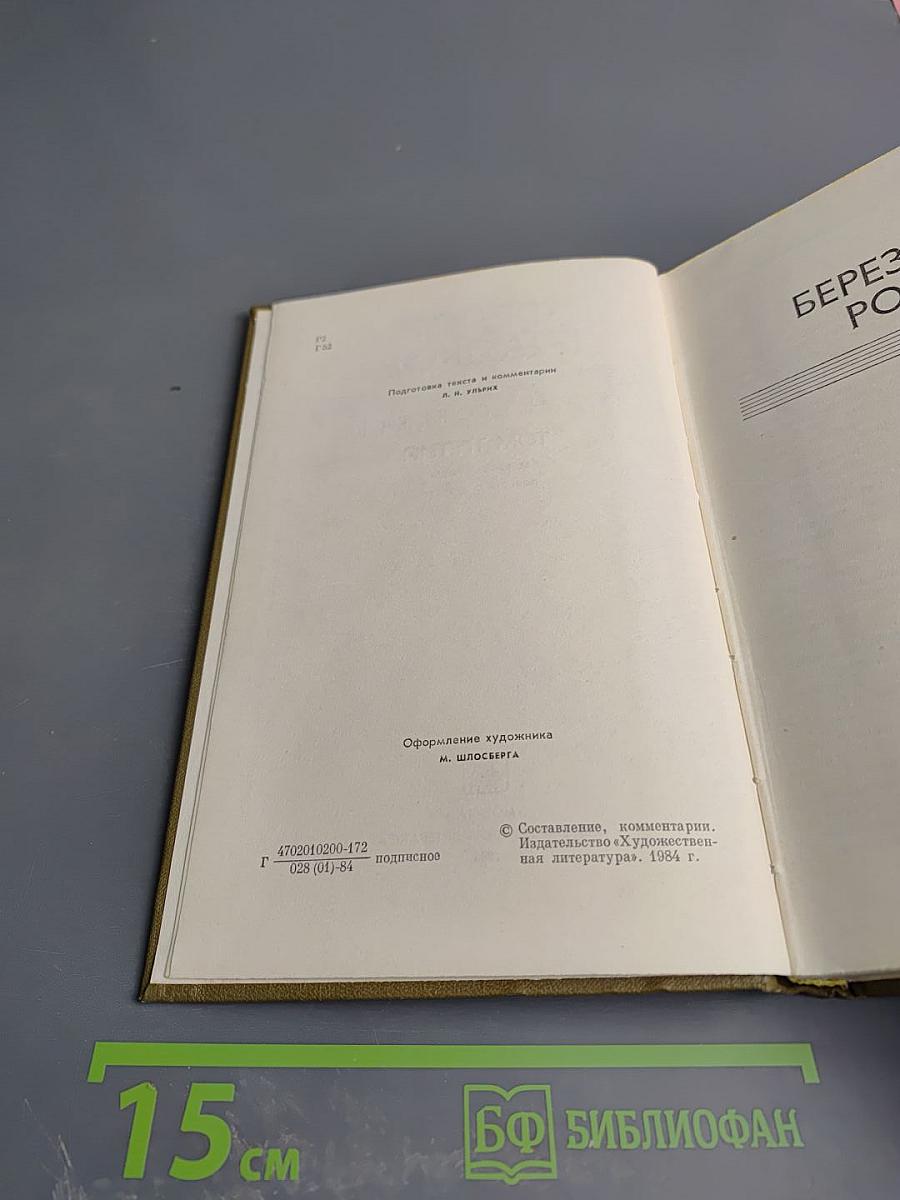 Р2
Г52
Подготовка текста и комментарии
Л. Н. УЛЬРИХ
Оформление художника
М. ШЛОСБЕРГА
Г 4702010200-172
028 (01)-84 подписное
© Составление, комментарии.
Издательство «Художествен-
ная литература». 1984 г.
БЕРЕЗ
РО
15 см
БФ БИБЛИОФАН